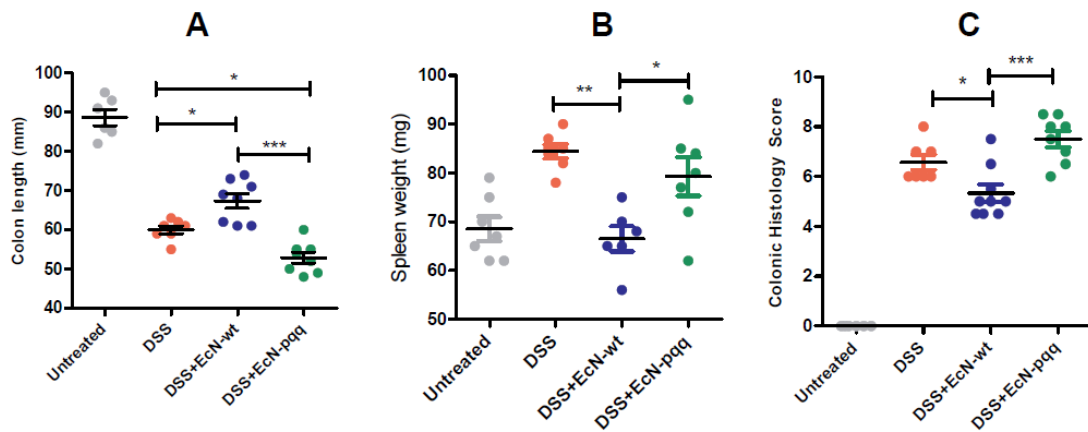 A
Colon length (mm)
100
90
80
70
60
50
40
*
*
***
Untreated
DSS
DSS+EcN-wt
DSS+EcN-pqq
B
Spleen weight (mg)
100
90
80
70
60
50
**
*
Untreated
DSS
DSS+EcN-wt
DSS+EcN-pqq
C
Colonic Histology Score
10
8
6
4
2
0
*
***
Untreated
DSS
DSS+EcN-wt
DSS+EcN-pqq